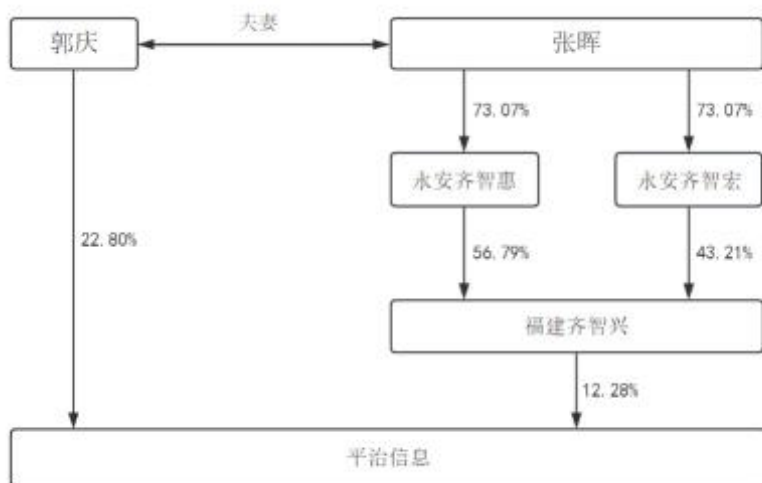 夫妻
郭庆
张晖
73.07%
73.07%
永安齐智惠
永安齐智宏
22.80%
56.79%
43.21%
福建齐智兴
12.28%
平治信息